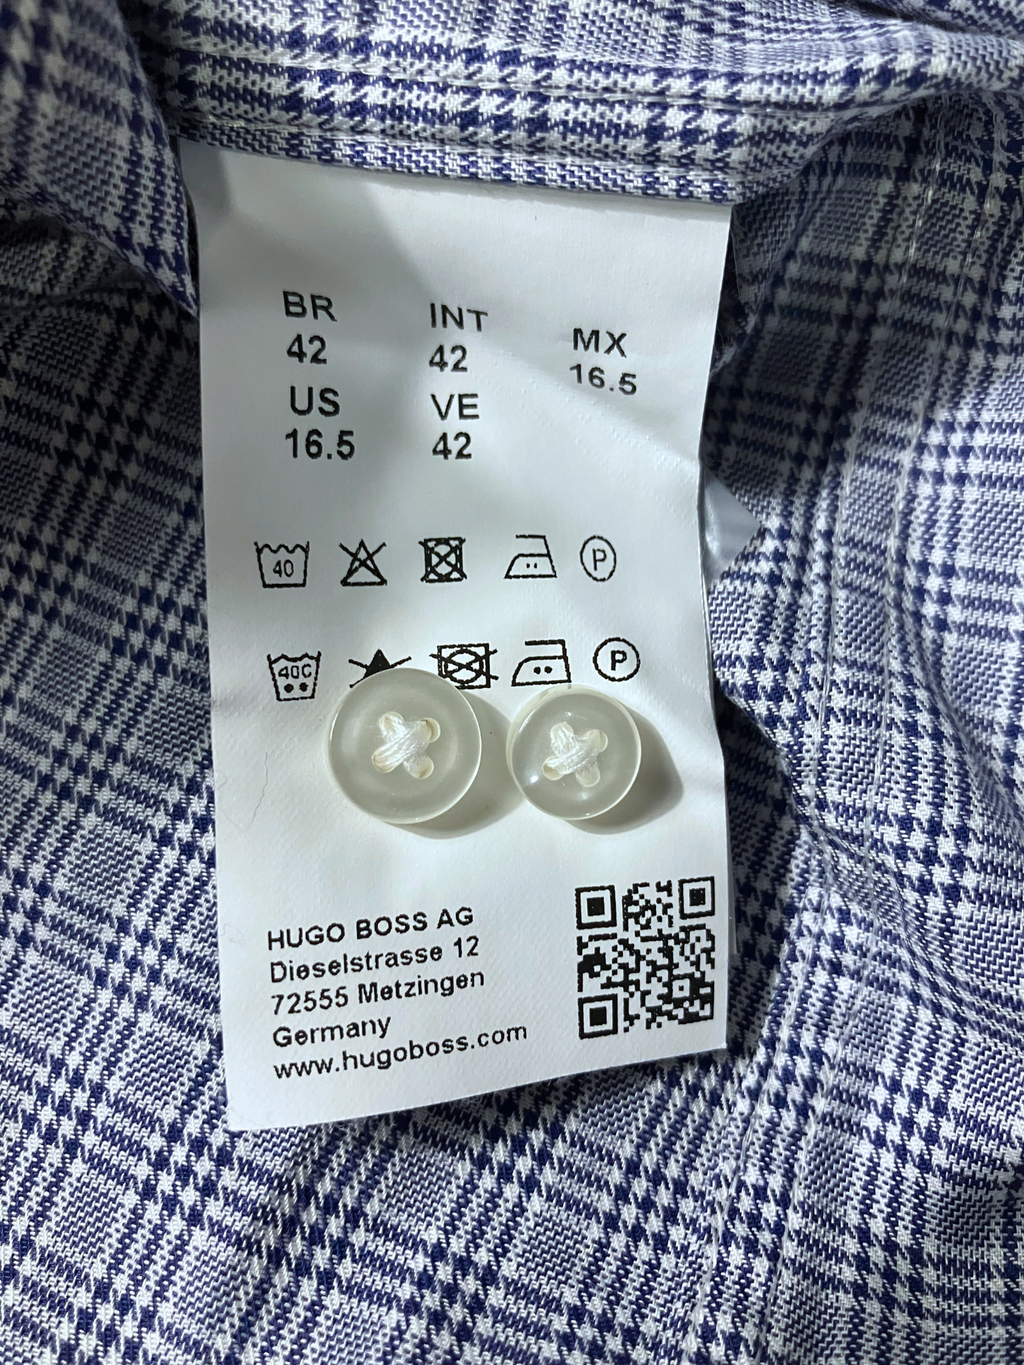 BR INT MX
42 42 16.5
US VE
16.5 42
40 P
40C P
HUGO BOSS AG
Dieselstrasse 12
72555 Metzingen
Germany
www.hugoboss.com